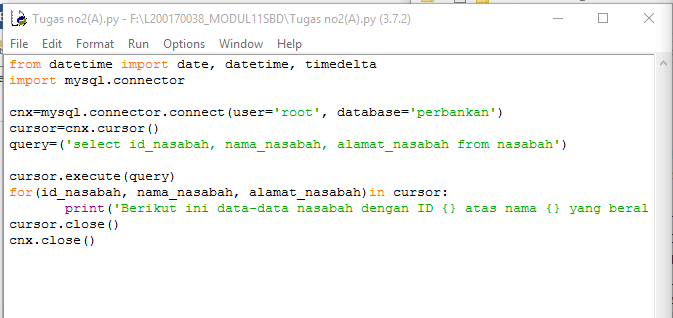 Tugas no2(A).py - F:\L200170038_MODUL11SBD\Tugas no2(A).py (3.7.2)
File Edit Format Run Options Window Help
from datetime import date, datetime, timedelta
import mysql.connector
cnx=mysql.connector.connect(user='root', database='perbankan')
cursor=cnx.cursor()
query=('select id_nasabah, nama_nasabah, alamat_nasabah from nasabah')
cursor.execute(query)
for(id_nasabah, nama_nasabah, alamat_nasabah)in cursor:
print('Berikut ini data-data nasabah dengan ID {} atas nama {} yang beral
cursor.close()
cnx.close()